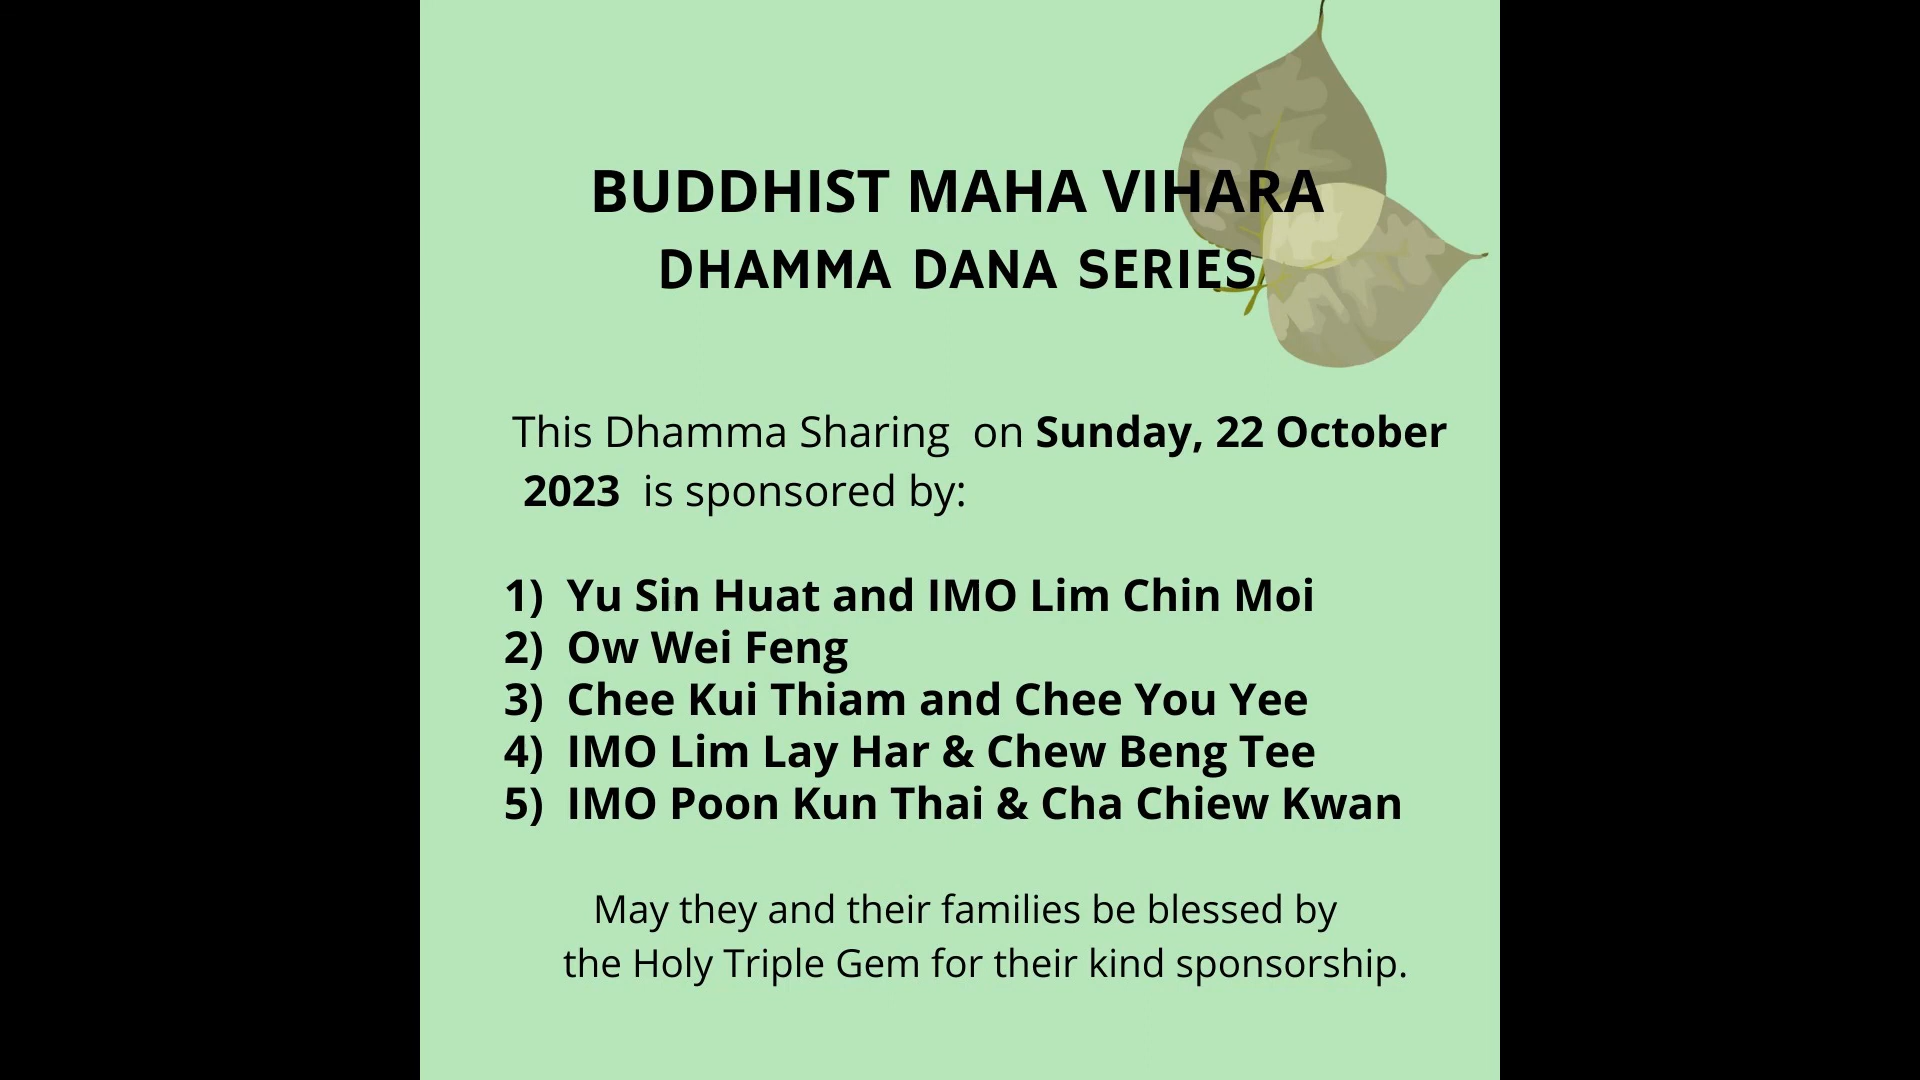 BUDDHIST MAHA VIHARA
DHAMMA DANA SERIES
This Dhamma Sharing on Sunday, 22 October
2023 is sponsored by:
1) Yu Sin Huat and IMO Lim Chin Moi
2) Ow Wei Feng
3) Chee Kui Thiam and Chee You Yee
4) IMO Lim Lay Har & Chew Beng Tee
5) IMO Poon Kun Thai & Cha Chiew Kwan
May they and their families be blessed by
the Holy Triple Gem for their kind sponsorship.